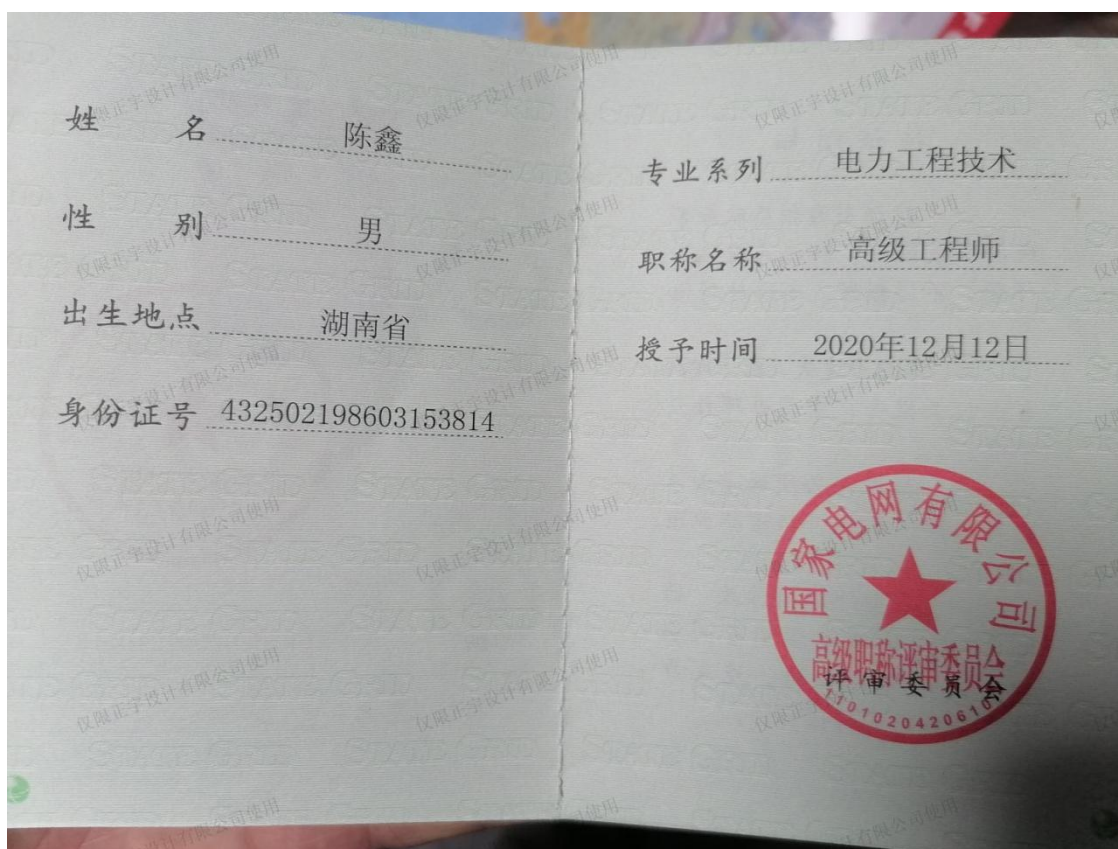 姓 名 陈鑫
性 别 男
出生地点 湖南省
身份证号 432502198603153814
专业系列 电力工程技术
职称名称 高级工程师
授予时间 2020年12月12日
国家电网有限公司
高级职称评审委员会
评审委员会
仅限正宇设计有限公司使用
STATE GRID